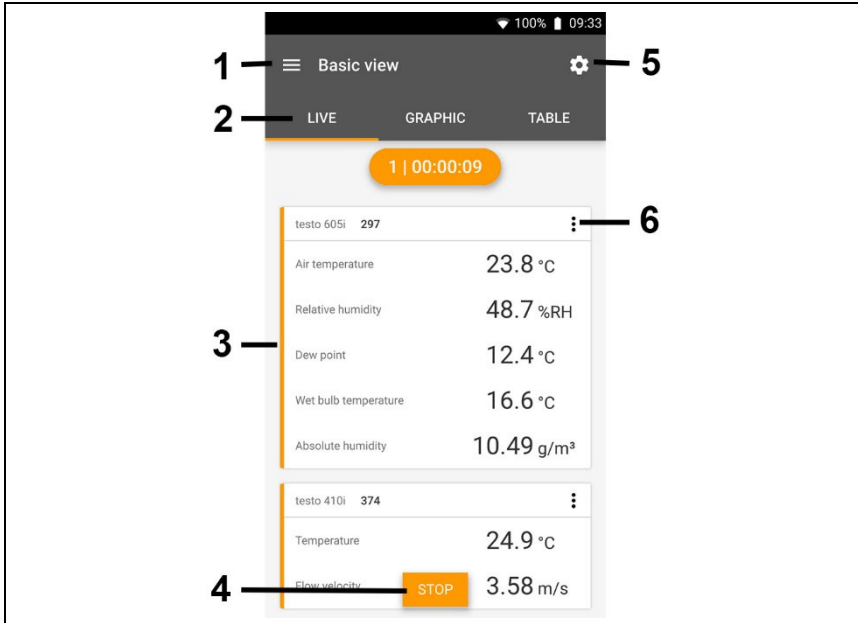 100% 09:33
1 Basic view 5
2 LIVE GRAPHIC TABLE
1 | 00:00:09
testo 605i 297 6
Air temperature 23.8 °C
Relative humidity 48.7 %RH
3 Dew point 12.4 °C
Wet bulb temperature 16.6 °C
Absolute humidity 10.49 g/m³
testo 410i 374
Temperature 24.9 °C
4 Flow velocity STOP 3.58 m/s